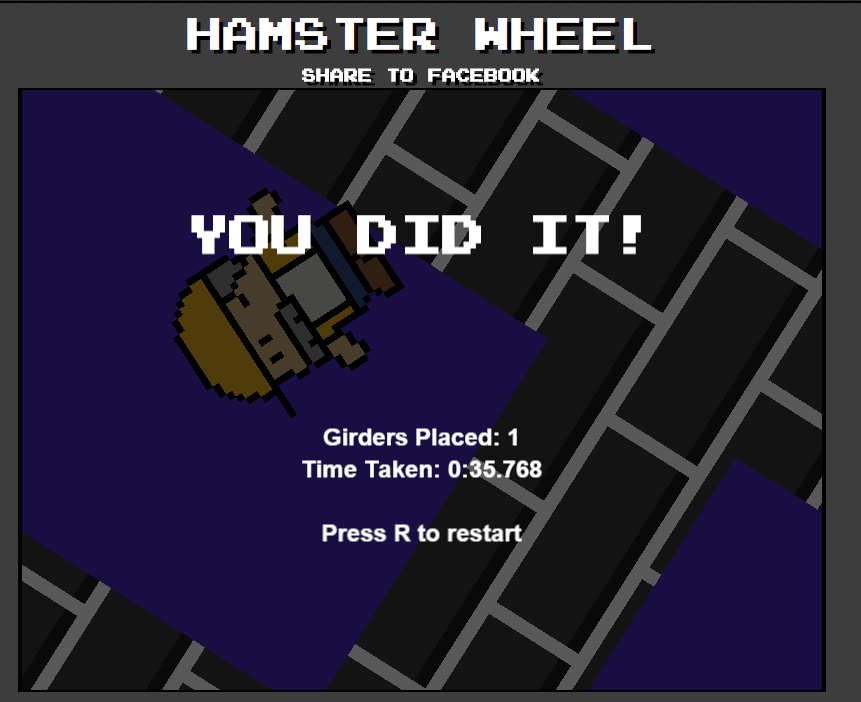 HAMSTER WHEEL
SHARE TO FACEBOOK
YOU DID IT!
Girders Placed: 1
Time Taken: 0:35.768
Press R to restart